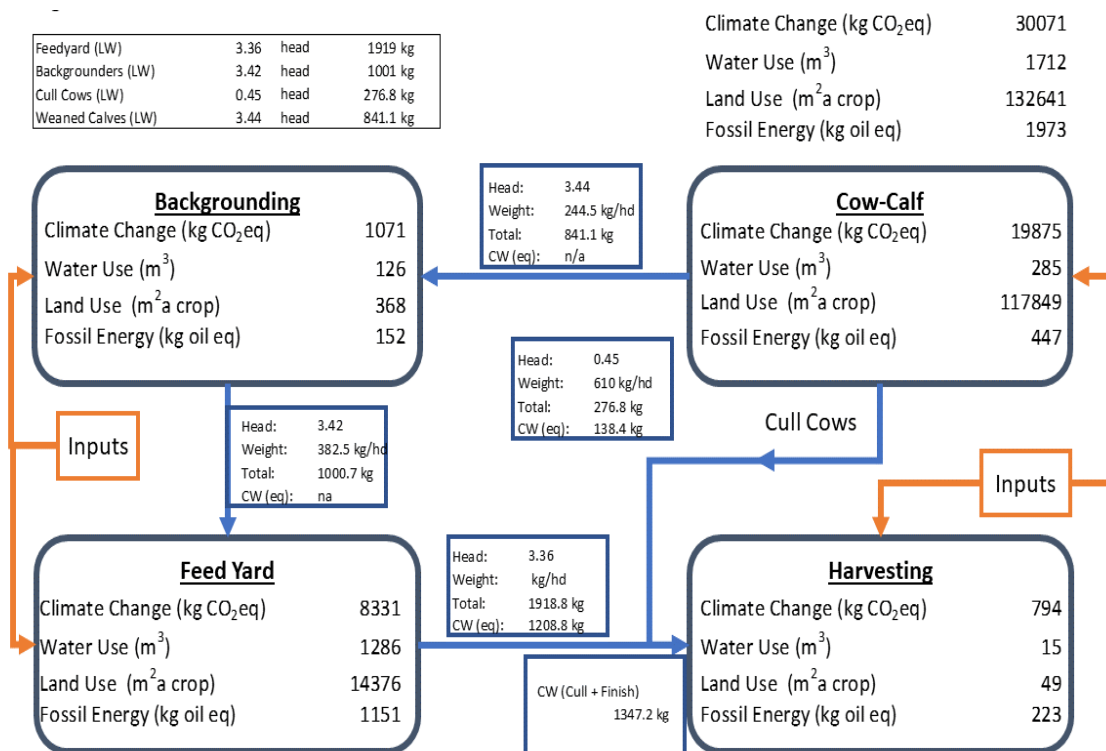 Feedyard (LW) 3.36 head 1919 kg
Backgrounders (LW) 3.42 head 1001 kg
Cull Cows (LW) 0.45 head 276.8 kg
Weaned Calves (LW) 3.44 head 841.1 kg
Climate Change (kg CO2eq) 30071
Water Use (m3) 1712
Land Use (m2a crop) 132641
Fossil Energy (kg oil eq) 1973
Backgrounding
Climate Change (kg CO2eq) 1071
Water Use (m3) 126
Land Use (m2a crop) 368
Fossil Energy (kg oil eq) 152
Head: 3.44
Weight: 244.5 kg/hd
Total: 841.1 kg
CW (eq): n/a
Cow-Calf
Climate Change (kg CO2eq) 19875
Water Use (m3) 285
Land Use (m2a crop) 117849
Fossil Energy (kg oil eq) 447
Head: 0.45
Weight: 610 kg/hd
Total: 276.8 kg
CW (eq): 138.4 kg
Cull Cows
Inputs
Head: 3.42
Weight: 382.5 kg/hd
Total: 1000.7 kg
CW (eq): na
Inputs
Feed Yard
Climate Change (kg CO2eq) 8331
Water Use (m3) 1286
Land Use (m2a crop) 14376
Fossil Energy (kg oil eq) 1151
Head: 3.36
Weight: kg/hd
Total: 1918.8 kg
CW (eq): 1208.8 kg
CW (Cull + Finish)
1347.2 kg
Harvesting
Climate Change (kg CO2eq) 794
Water Use (m3) 15
Land Use (m2a crop) 49
Fossil Energy (kg oil eq) 223